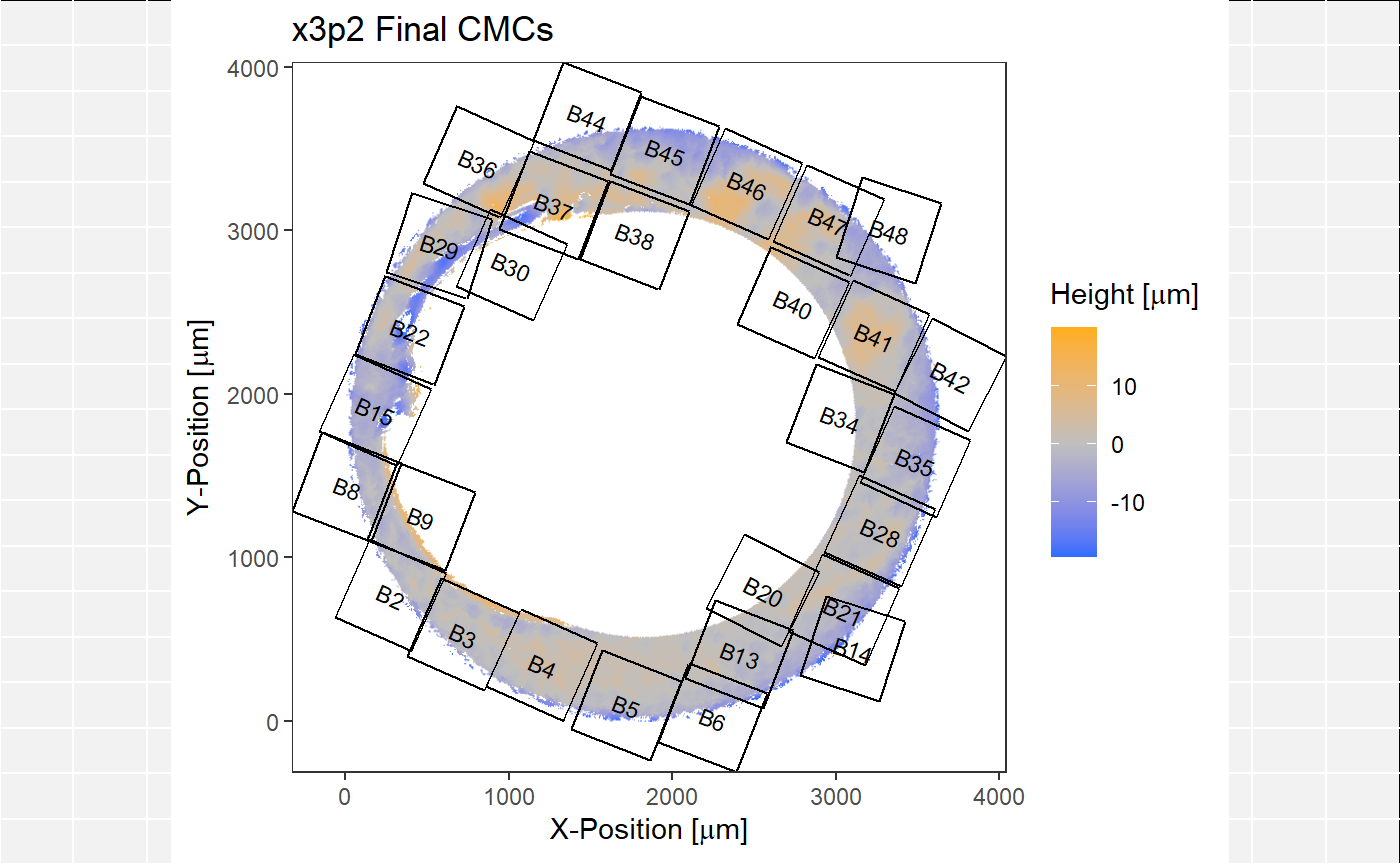 x3p2 Final CMCs
4000
3000
2000
1000
0
Y-Position [μm]
B44
B45
B36
B46
B37
B47
B48
B38
B29
B30
B40
B22
B41
B42
B15
B34
B35
B8
B9
B28
B20
B2
B21
B3
B13
B14
B4
B5
B6
0 1000 2000 3000 4000
X-Position [μm]
Height [μm]
10
0
-10